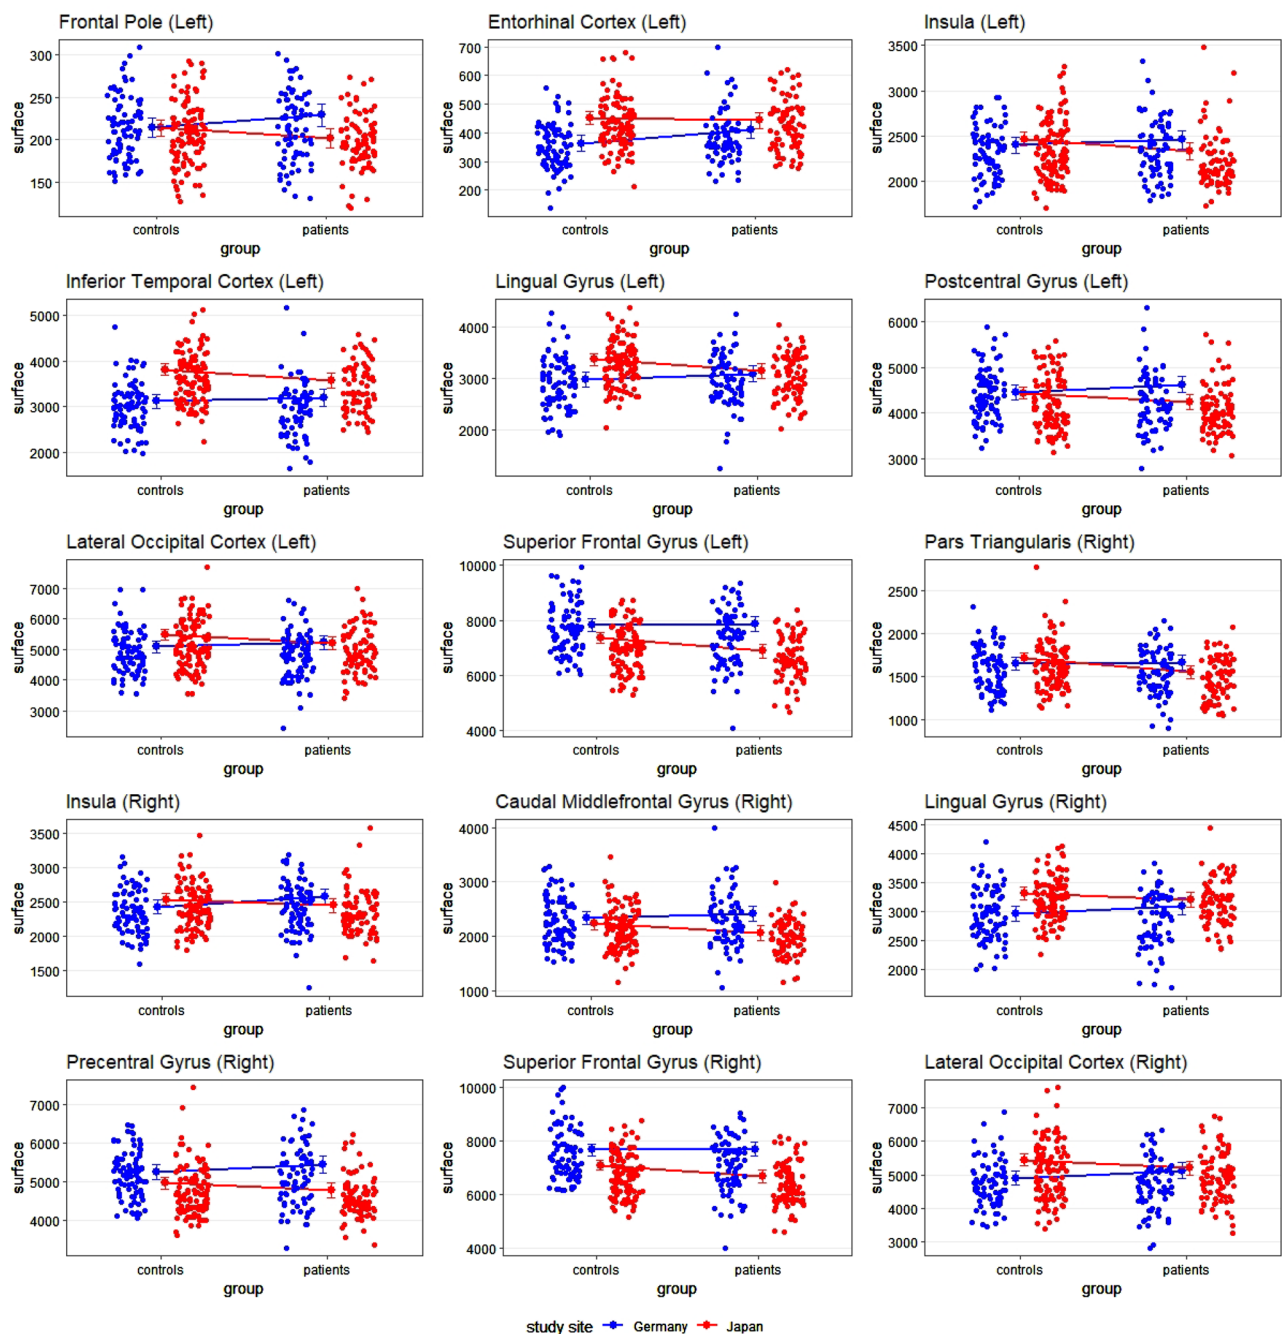 Frontal Pole (Left)
surface
300
250
200
150
controls
patients
group
Entorhinal Cortex (Left)
surface
700
600
500
400
300
200
controls
patients
group
Insula (Left)
surface
3500
3000
2500
2000
controls
patients
group
Inferior Temporal Cortex (Left)
surface
5000
4000
3000
2000
controls
patients
group
Lingual Gyrus (Left)
surface
4000
3000
2000
controls
patients
group
Postcentral Gyrus (Left)
surface
6000
5000
4000
3000
controls
patients
group
Lateral Occipital Cortex (Left)
surface
7000
6000
5000
4000
3000
controls
patients
group
Superior Frontal Gyrus (Left)
surface
10000
8000
6000
4000
controls
patients
group
Pars Triangularis (Right)
surface
2500
2000
1500
1000
controls
patients
group
Insula (Right)
surface
3500
3000
2500
2000
1500
controls
patients
group
Caudal Middlefrontal Gyrus (Right)
surface
4000
3000
2000
1000
controls
patients
group
Lingual Gyrus (Right)
surface
4500
4000
3500
3000
2500
2000
controls
patients
group
Precentral Gyrus (Right)
surface
7000
6000
5000
4000
controls
patients
group
Superior Frontal Gyrus (Right)
surface
10000
8000
6000
4000
controls
patients
group
Lateral Occipital Cortex (Right)
surface
7000
6000
5000
4000
3000
controls
patients
group
study site Germany Japan